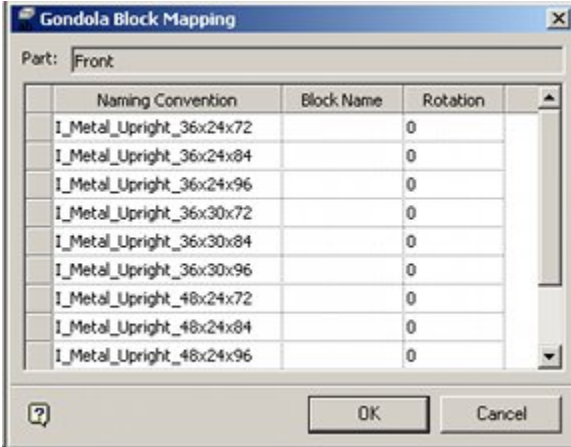 Gondola Block Mapping
Part: Front
Naming Convention Block Name Rotation
I_Metal_Upright_36x24x72 0
I_Metal_Upright_36x24x84 0
I_Metal_Upright_36x24x96 0
I_Metal_Upright_36x30x72 0
I_Metal_Upright_36x30x84 0
I_Metal_Upright_36x30x96 0
I_Metal_Upright_48x24x72 0
I_Metal_Upright_48x24x84 0
I_Metal_Upright_48x24x96 0
OK Cancel